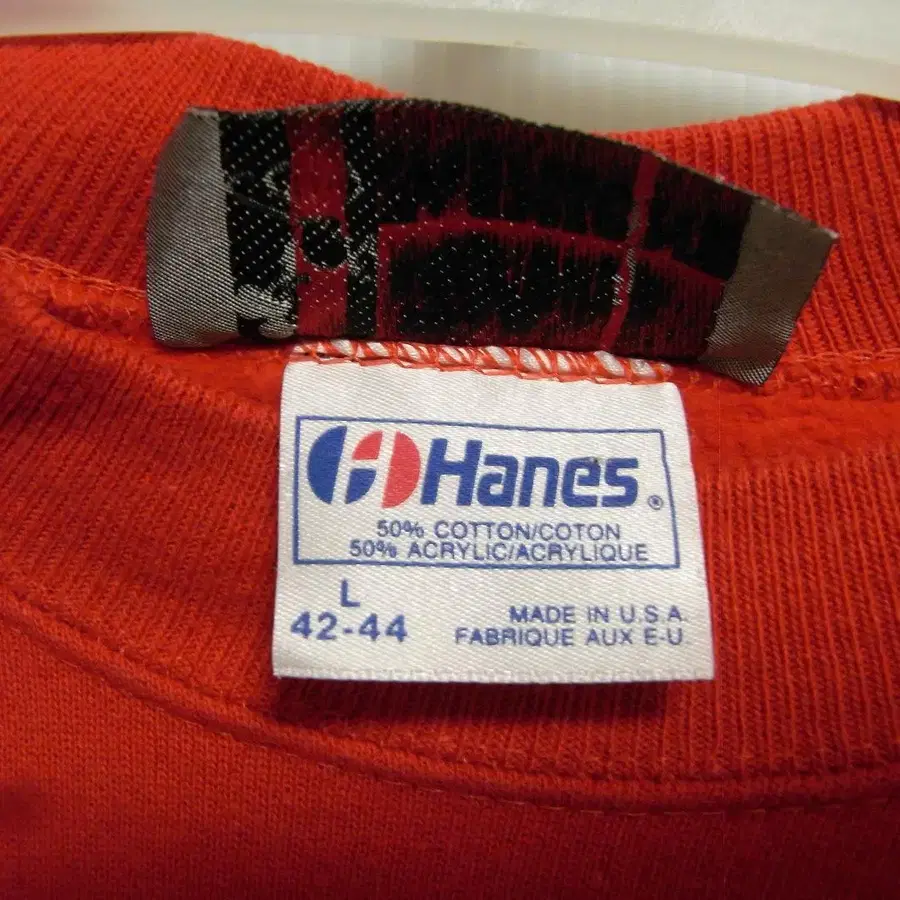 Hanes®
50% COTTON/COTON
50% ACRYLIC/ACRYLIQUE
L
42-44
MADE IN U.S.A.
FABRIQUE AUX E-U.